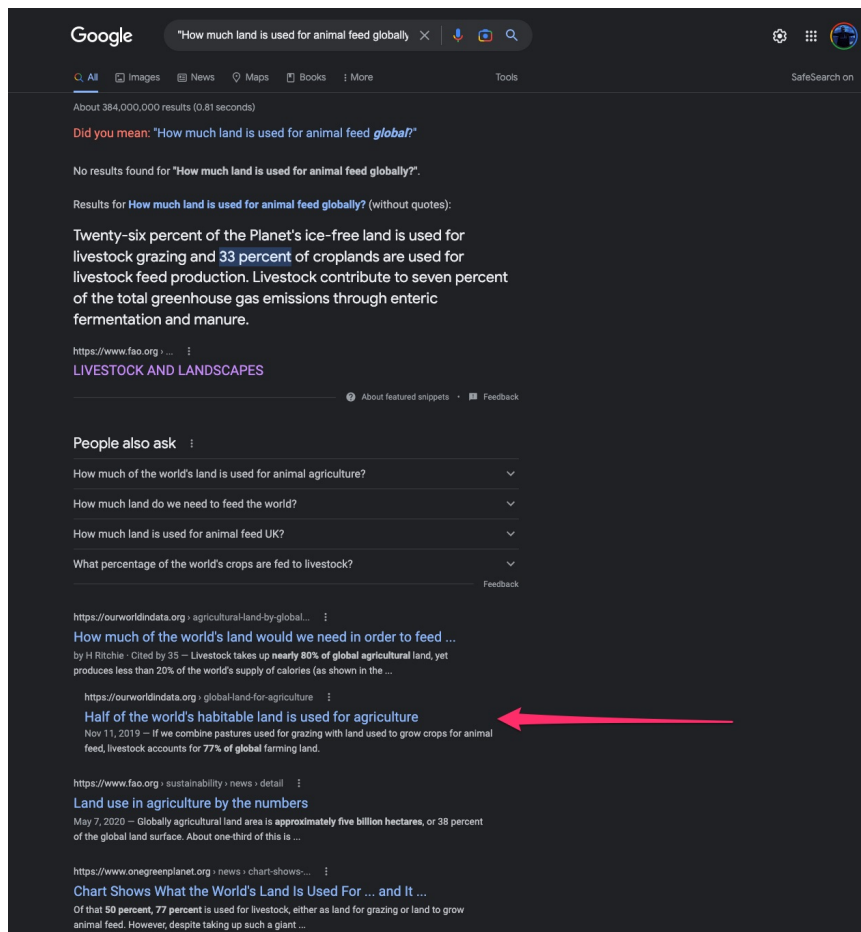 Google
"How much land is used for animal feed globally
All Images News Maps Books More Tools SafeSearch on
About 384,000,000 results (0.81 seconds)
Did you mean: "How much land is used for animal feed global?"
No results found for "How much land is used for animal feed globally?".
Results for How much land is used for animal feed globally? (without quotes):
Twenty-six percent of the Planet's ice-free land is used for
livestock grazing and 33 percent of croplands are used for
livestock feed production. Livestock contribute to seven percent
of the total greenhouse gas emissions through enteric
fermentation and manure.
https://www.fao.org › ...
LIVESTOCK AND LANDSCAPES
About featured snippets • Feedback
People also ask
How much of the world's land is used for animal agriculture?
How much land do we need to feed the world?
How much land is used for animal feed UK?
What percentage of the world's crops are fed to livestock?
Feedback
https://ourworldindata.org › agricultural-land-by-global...
How much of the world's land would we need in order to feed ...
by H Ritchie · Cited by 35 — Livestock takes up nearly 80% of global agricultural land, yet
produces less than 20% of the world's supply of calories (as shown in the ...
https://ourworldindata.org › global-land-for-agriculture
Half of the world's habitable land is used for agriculture
Nov 11, 2019 — If we combine pastures used for grazing with land used to grow crops for animal
feed, livestock accounts for 77% of global farming land.
https://www.fao.org › sustainability › news › detail
Land use in agriculture by the numbers
May 7, 2020 — Globally agricultural land area is approximately five billion hectares, or 38 percent
of the global land surface. About one-third of this is ...
https://www.onegreenplanet.org › news › chart-shows-...
Chart Shows What the World's Land Is Used For ... and It ...
Of that 50 percent, 77 percent is used for livestock, either as land for grazing or land to grow
animal feed. However, despite taking up such a giant ...